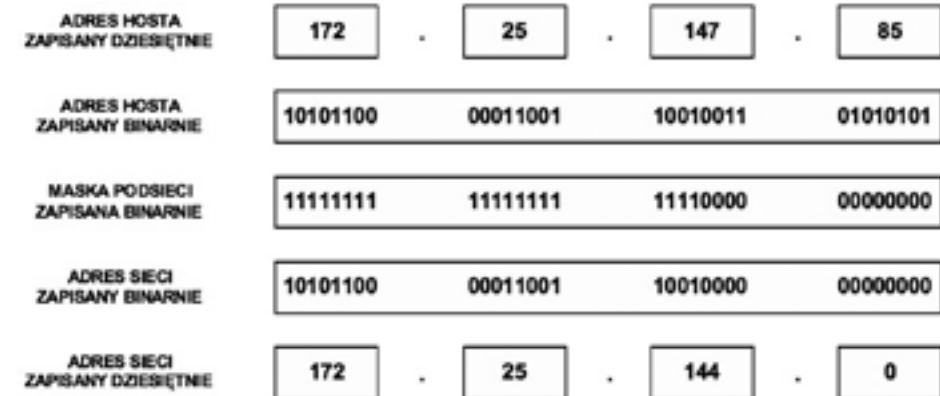 ADRES HOSTA
ZAPISANY DZIESIĘTNIE
172 . 25 . 147 . 85
ADRES HOSTA
ZAPISANY BINARNIE
10101100 00011001 10010011 01010101
MASKA PODSIECI
ZAPISANA BINARNIE
11111111 11111111 11110000 00000000
ADRES SIECI
ZAPISANY BINARNIE
10101100 00011001 10010000 00000000
ADRES SIECI
ZAPISANY DZIESIĘTNIE
172 . 25 . 144 . 0